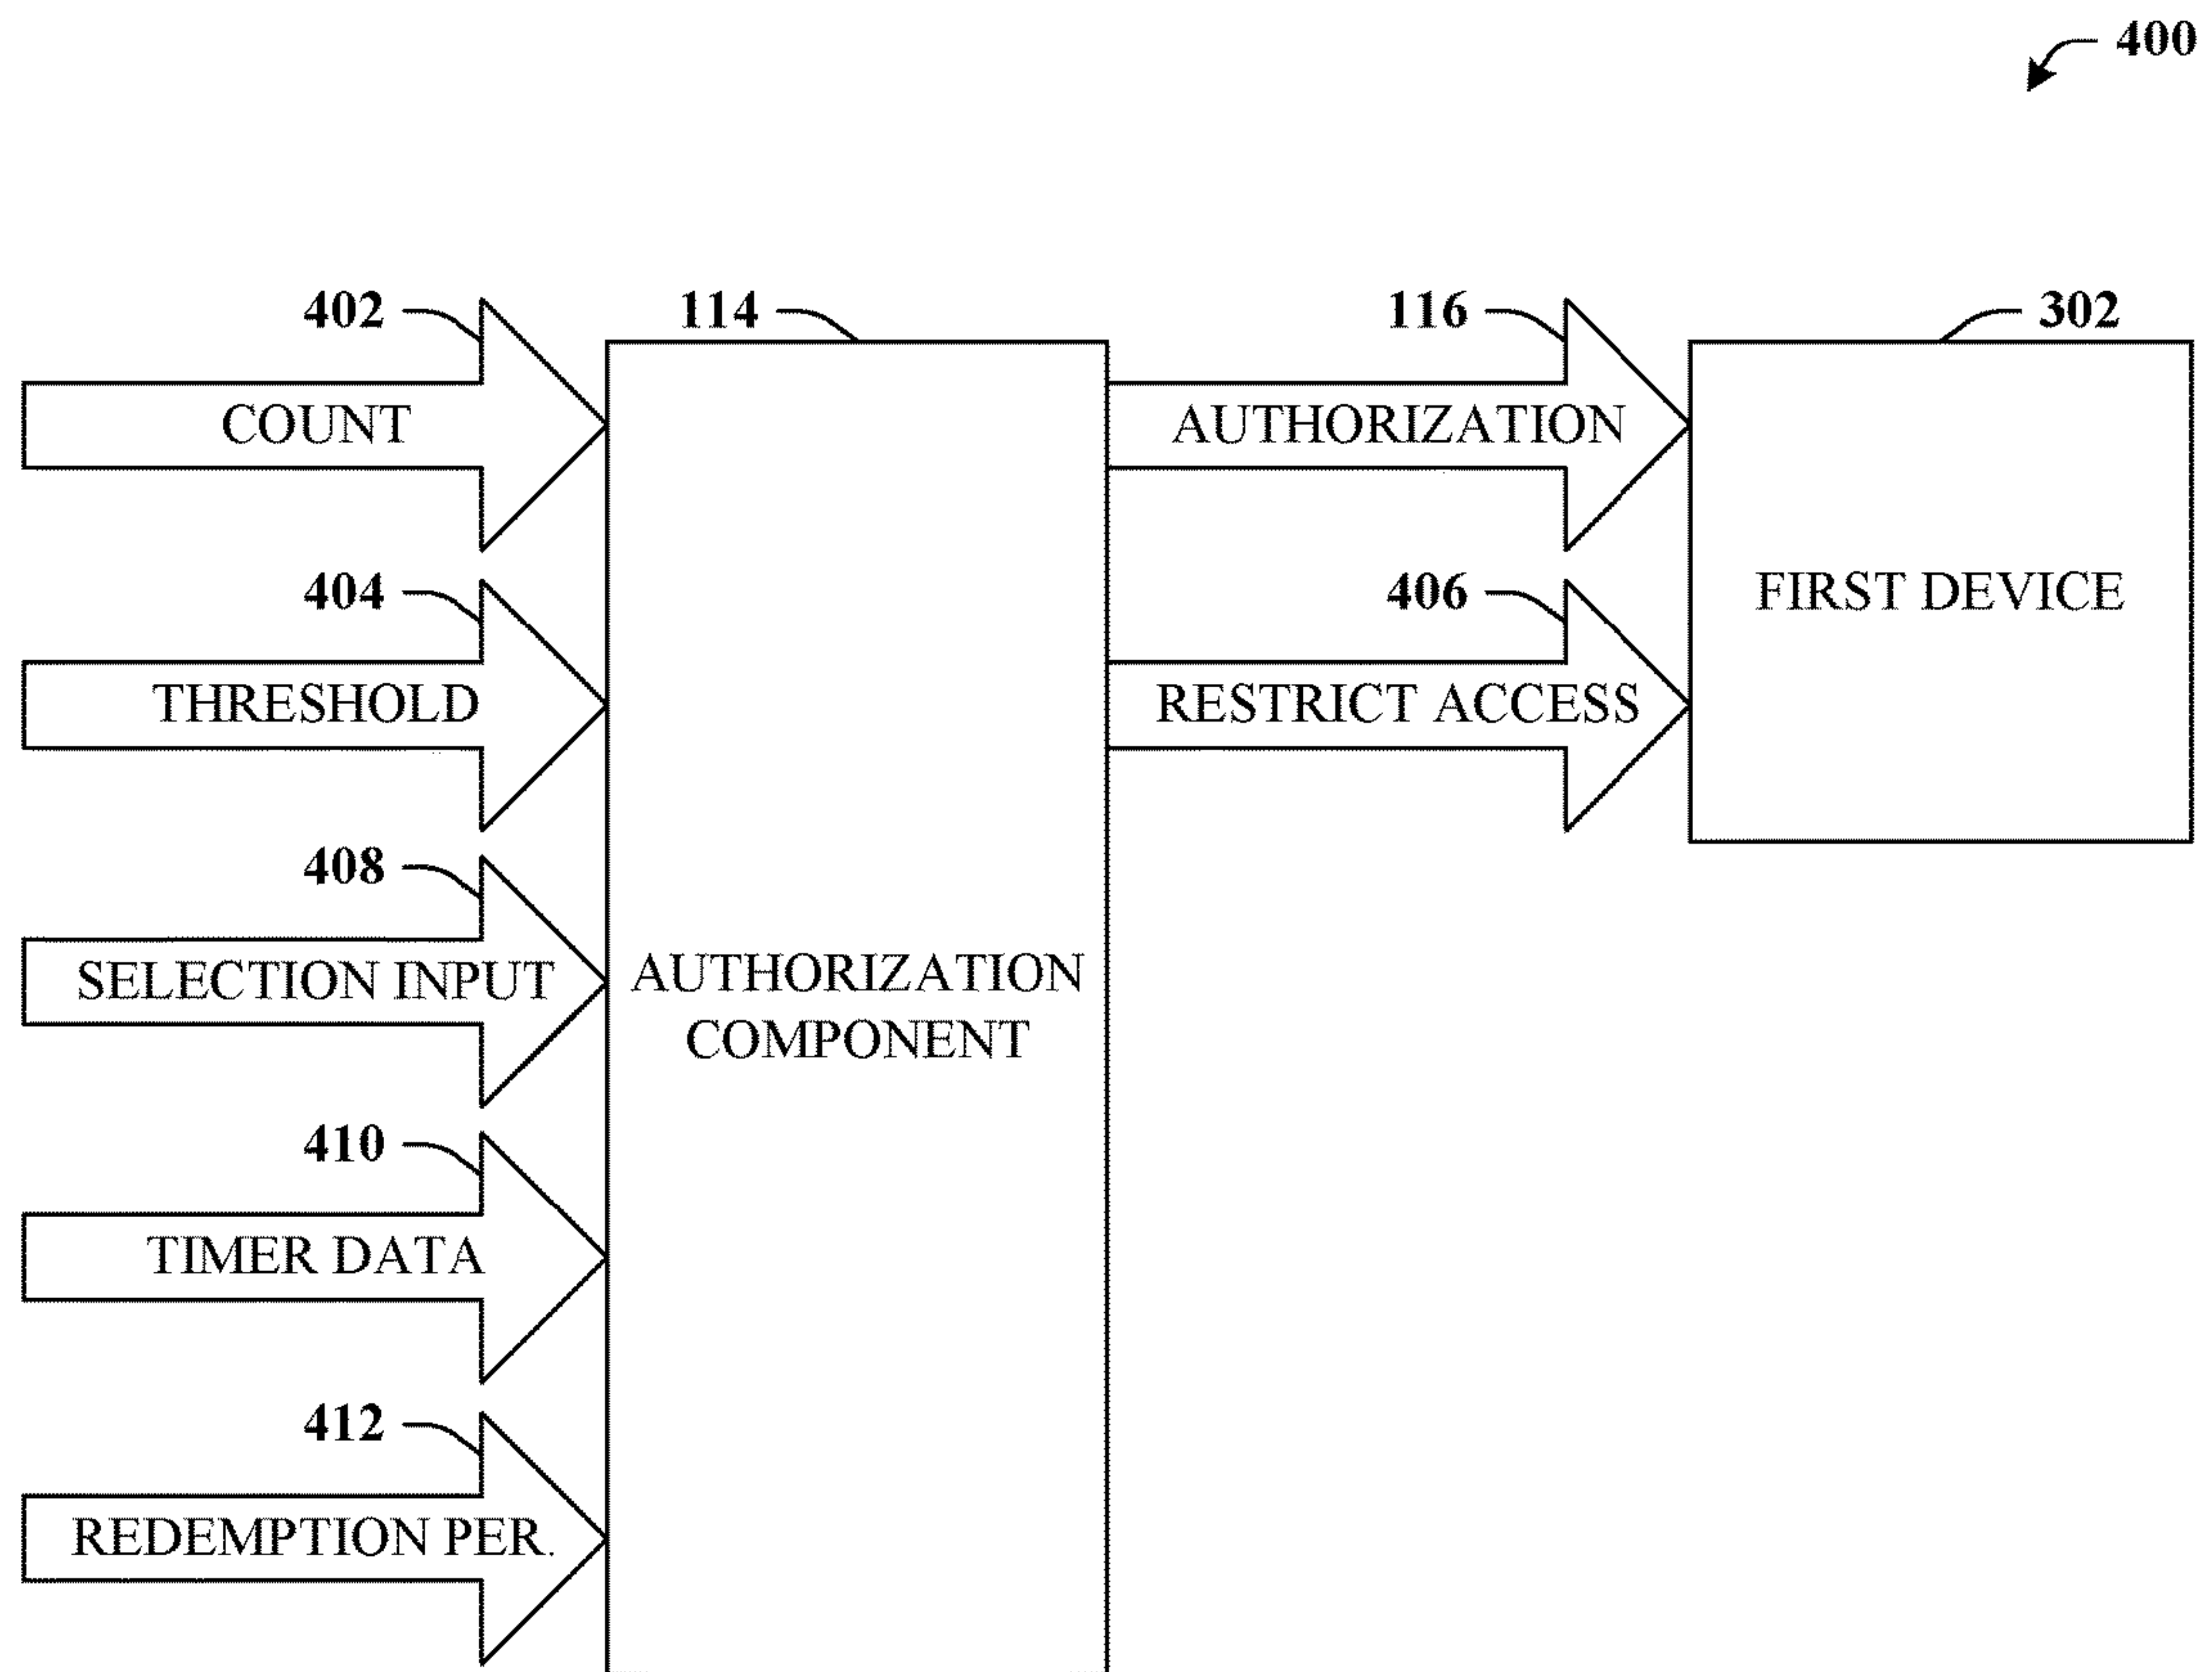 400
402
114
116
302
COUNT
AUTHORIZATION
404
406
FIRST DEVICE
THRESHOLD
RESTRICT ACCESS
408
SELECTION INPUT
AUTHORIZATION
COMPONENT
410
TIMER DATA
412
REDEMPTION PER.